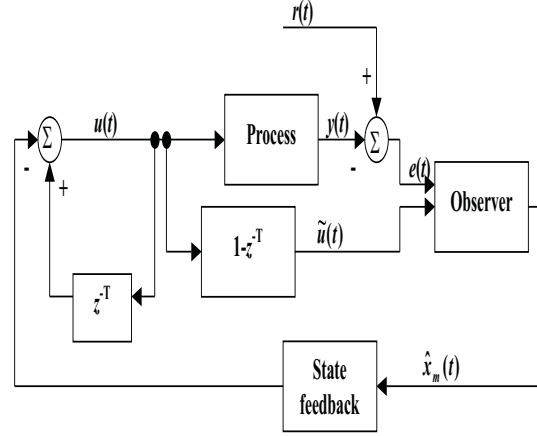 r(t)
+
u(t)
Σ
Process
y(t)
Σ
-
-
+
e(t)
Observer
1-z^-T
ũ(t)
z^-T
State
feedback
x̂_m(t)